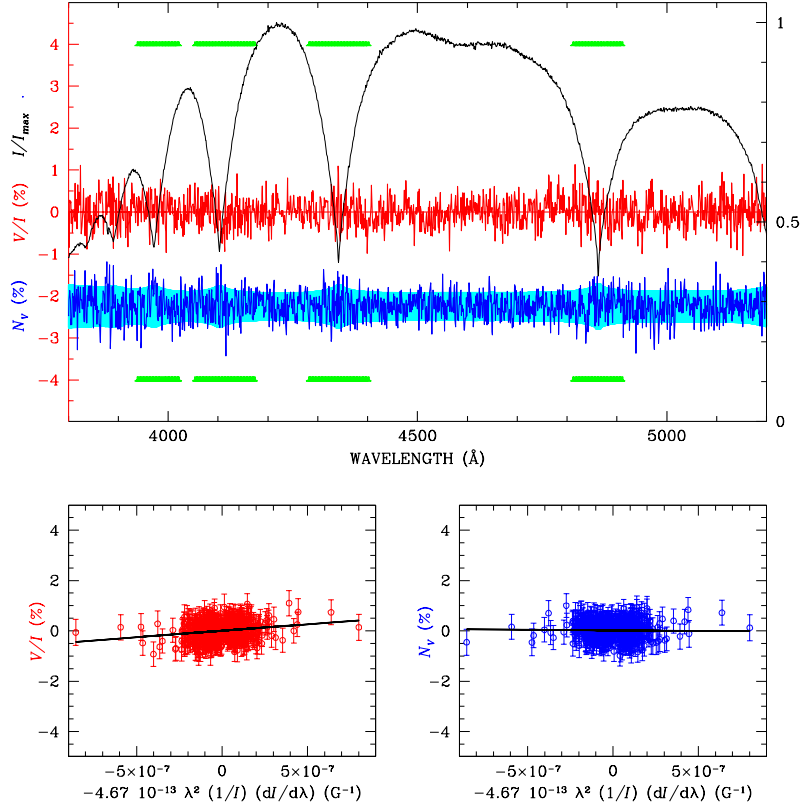 I/Imax
V/I (%)
N_V (%)
4
3
2
1
0
−1
−2
−3
−4
1
0.5
0
4000 4500 5000
WAVELENGTH (Å)
V/I (%)
4
2
0
−2
−4
−5×10⁻⁷ 0 5×10⁻⁷
−4.67 10⁻¹³ λ² (1/I) (dI/dλ) (G⁻¹)
N_V (%)
4
2
0
−2
−4
−5×10⁻⁷ 0 5×10⁻⁷
−4.67 10⁻¹³ λ² (1/I) (dI/dλ) (G⁻¹)